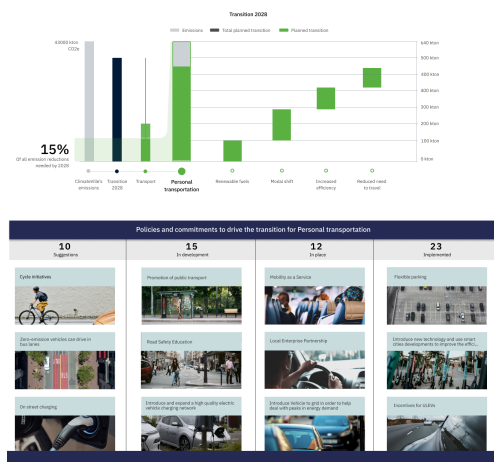 Transition 2028
Emissions
Total planned transition
Planned transition
45000 kton
CO2e
640 kton
600 kton
500 kton
400 kton
300 kton
200 kton
100 kton
0 kton
15%
Of all emission reductions
needed by 2028
Climateville's
emissions
Transition
2028
Transport
Personal
transportation
Renewable fuels
Modal shift
Increased
efficiency
Reduced need
to travel
Policies and commitments to drive the transition for Personal transportation
10
Suggestions
15
In development
12
In place
23
Implemented
Cycle initiatives
Promotion of public transport
Mobility as a Service
Flexible parking
Zero-emission vehicles can drive in
bus lanes
Road Safety Education
Local Enterprise Partnership
Introduce new technology and use smart
cities developments to improve the effici...
On street charging
Introduce and expand a high quality electric
vehicle charging network
Introduce Vehicle to grid in order to help
deal with peaks in energy demand.
Incentives for ULEVs